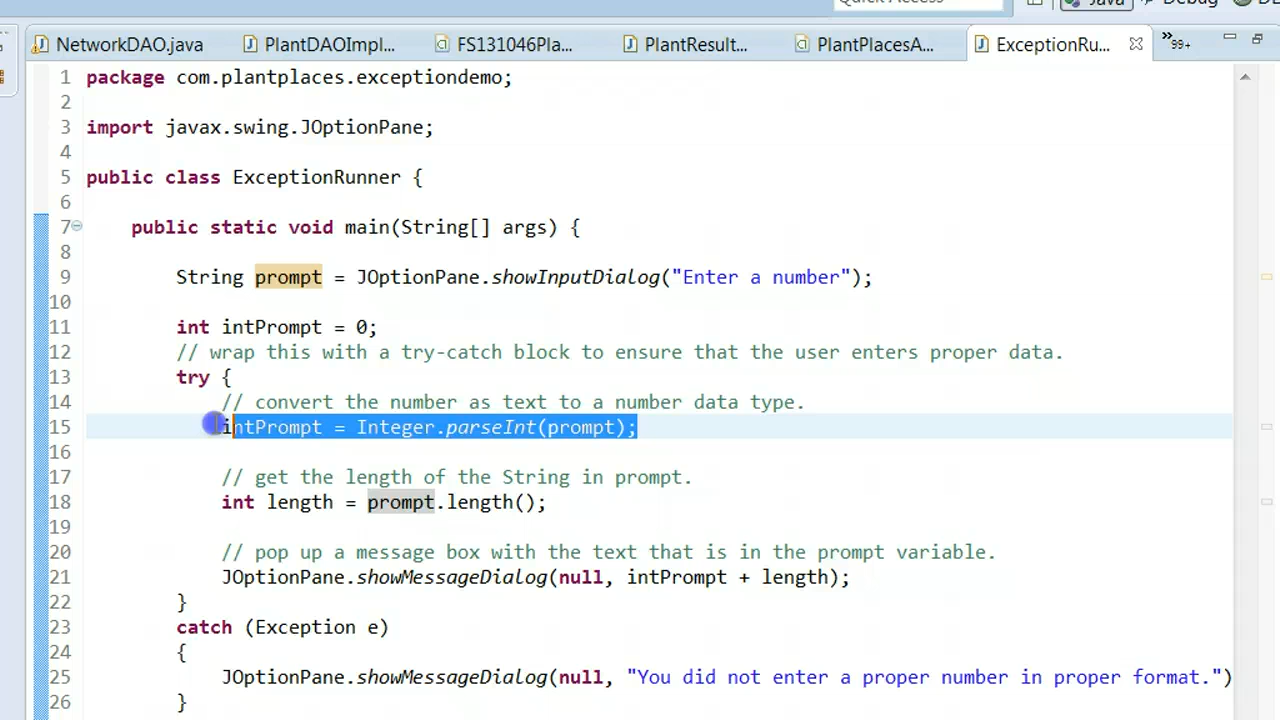 Quick Access
Java
Debug
NetworkDAO.java
PlantDAOImpl...
FS131046Pla...
PlantResult...
PlantPlacesA...
ExceptionRu...
99+
1 package com.plantplaces.exceptiondemo;
2
3 import javax.swing.JOptionPane;
4
5 public class ExceptionRunner {
6
7 public static void main(String[] args) {
8
9 String prompt = JOptionPane.showInputDialog("Enter a number");
10
11 int intPrompt = 0;
12 // wrap this with a try-catch block to ensure that the user enters proper data.
13 try {
14 // convert the number as text to a number data type.
15 intPrompt = Integer.parseInt(prompt);
16
17 // get the length of the String in prompt.
18 int length = prompt.length();
19
20 // pop up a message box with the text that is in the prompt variable.
21 JOptionPane.showMessageDialog(null, intPrompt + length);
22 }
23 catch (Exception e)
24 {
25 JOptionPane.showMessageDialog(null, "You did not enter a proper number in proper format.")
26 }